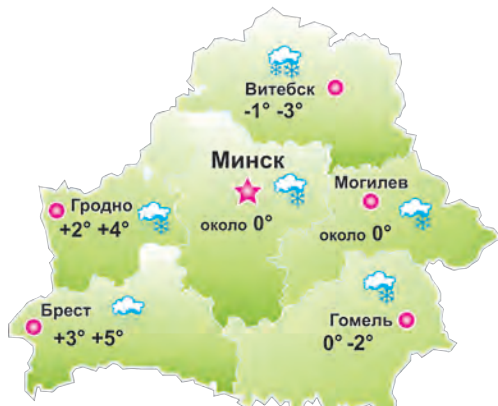 Витебск
-1° -3°
Минск
около 0°
Могилев
около 0°
Гродно
+2° +4°
Брест
+3° +5°
Гомель
0° -2°